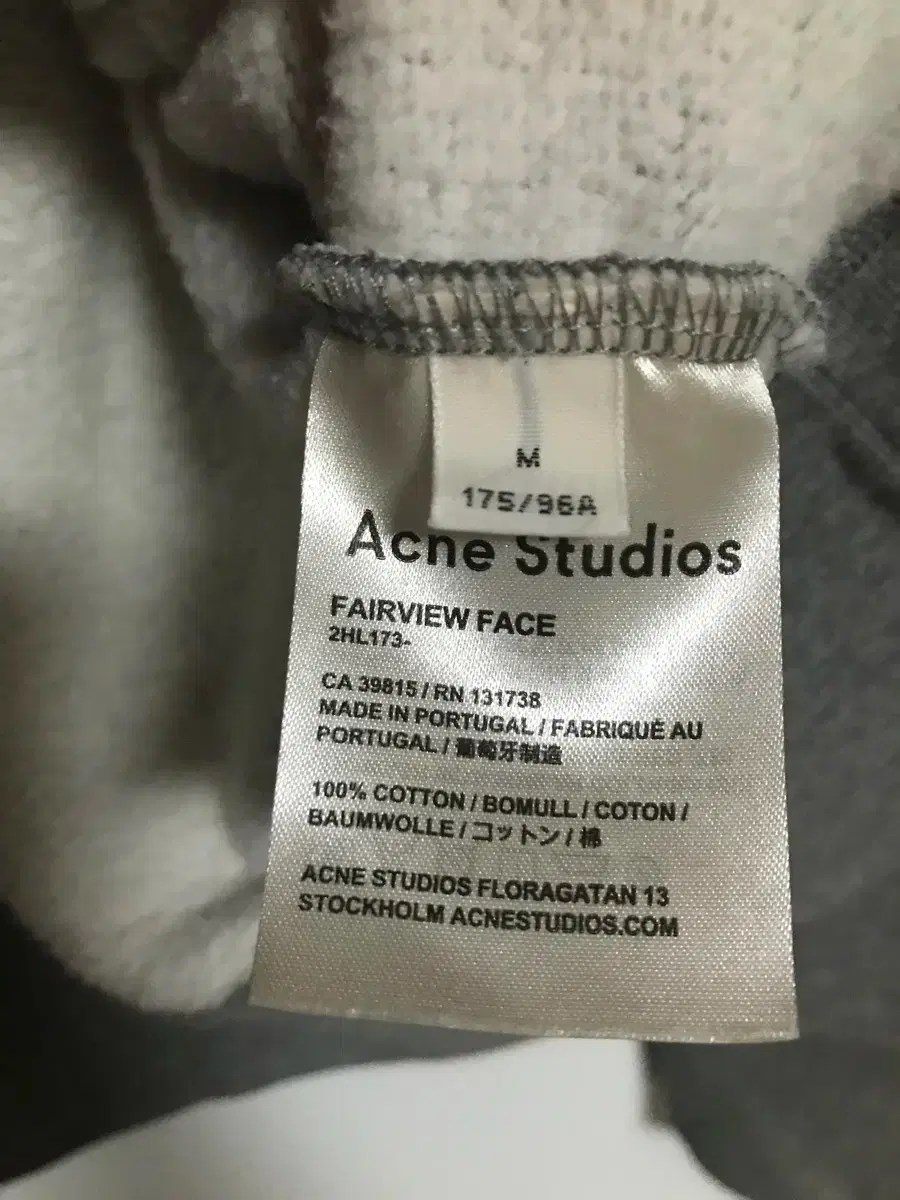 M
175/96A
Acne Studios
FAIRVIEW FACE
2HL173-
CA 39815 / RN 131738
MADE IN PORTUGAL / FABRIQUÉ AU
PORTUGAL / 葡萄牙制造
100% COTTON / BOMULL / COTON /
BAUMWOLLE / コットン / 棉
ACNE STUDIOS FLORAGATAN 13
STOCKHOLM ACNESTUDIOS.COM